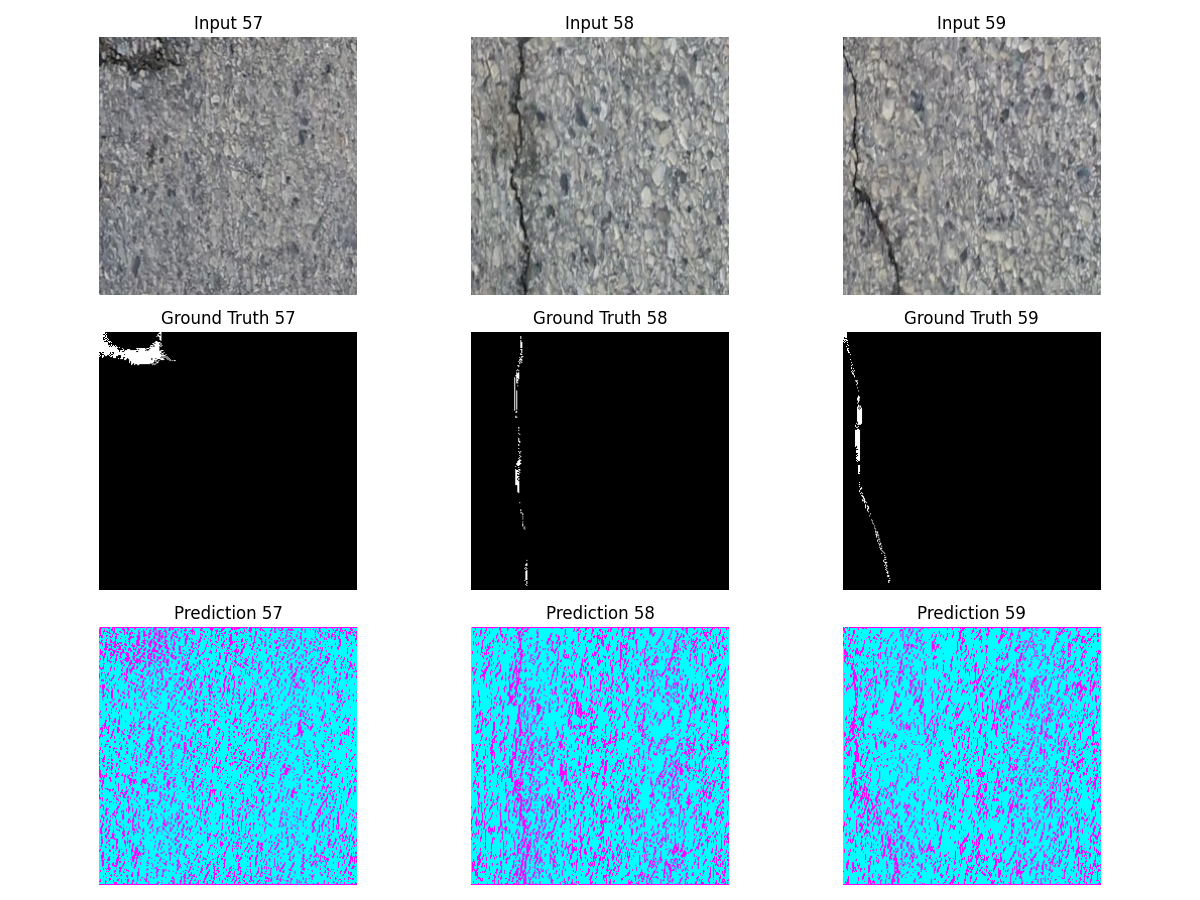 Input 57
Input 58
Input 59
Ground Truth 57
Ground Truth 58
Ground Truth 59
Prediction 57
Prediction 58
Prediction 59